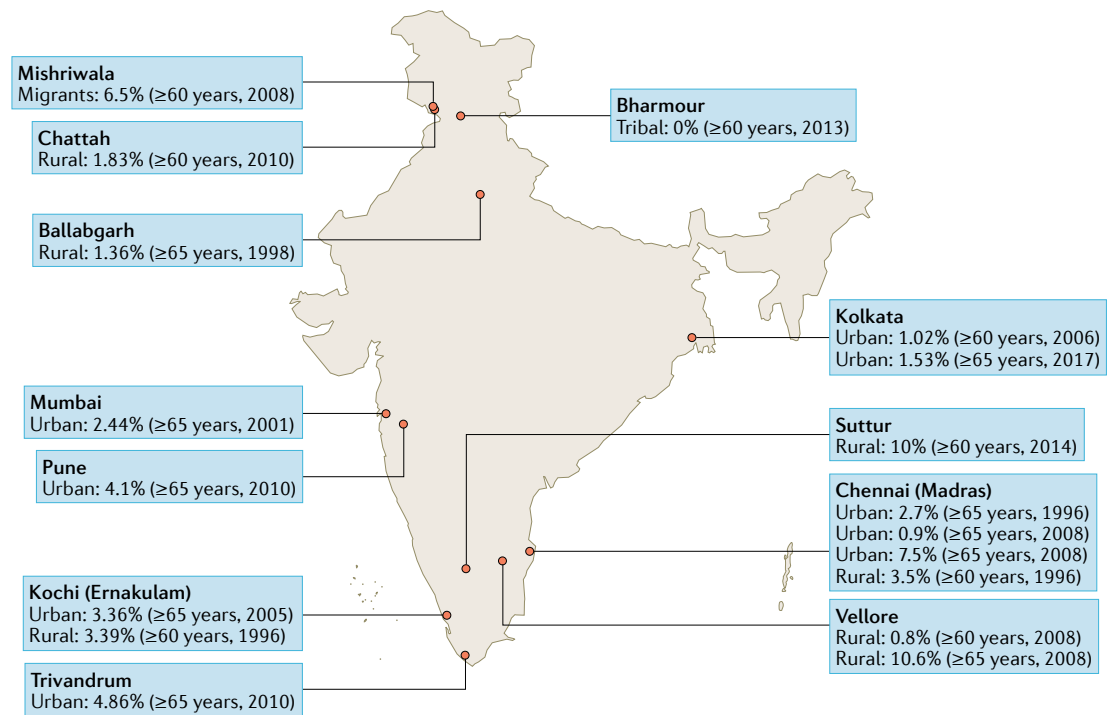 Mishriwala
Migrants: 6.5% (≥60 years, 2008)
Chattah
Rural: 1.83% (≥60 years, 2010)
Ballabgarh
Rural: 1.36% (≥65 years, 1998)
Mumbai
Urban: 2.44% (≥65 years, 2001)
Pune
Urban: 4.1% (≥65 years, 2010)
Kochi (Ernakulam)
Urban: 3.36% (≥65 years, 2005)
Rural: 3.39% (≥60 years, 1996)
Trivandrum
Urban: 4.86% (≥65 years, 2010)
Bharmour
Tribal: 0% (≥60 years, 2013)
Kolkata
Urban: 1.02% (≥60 years, 2006)
Urban: 1.53% (≥65 years, 2017)
Suttur
Rural: 10% (≥60 years, 2014)
Chennai (Madras)
Urban: 2.7% (≥65 years, 1996)
Urban: 0.9% (≥65 years, 2008)
Urban: 7.5% (≥65 years, 2008)
Rural: 3.5% (≥60 years, 1996)
Vellore
Rural: 0.8% (≥60 years, 2008)
Rural: 10.6% (≥65 years, 2008)